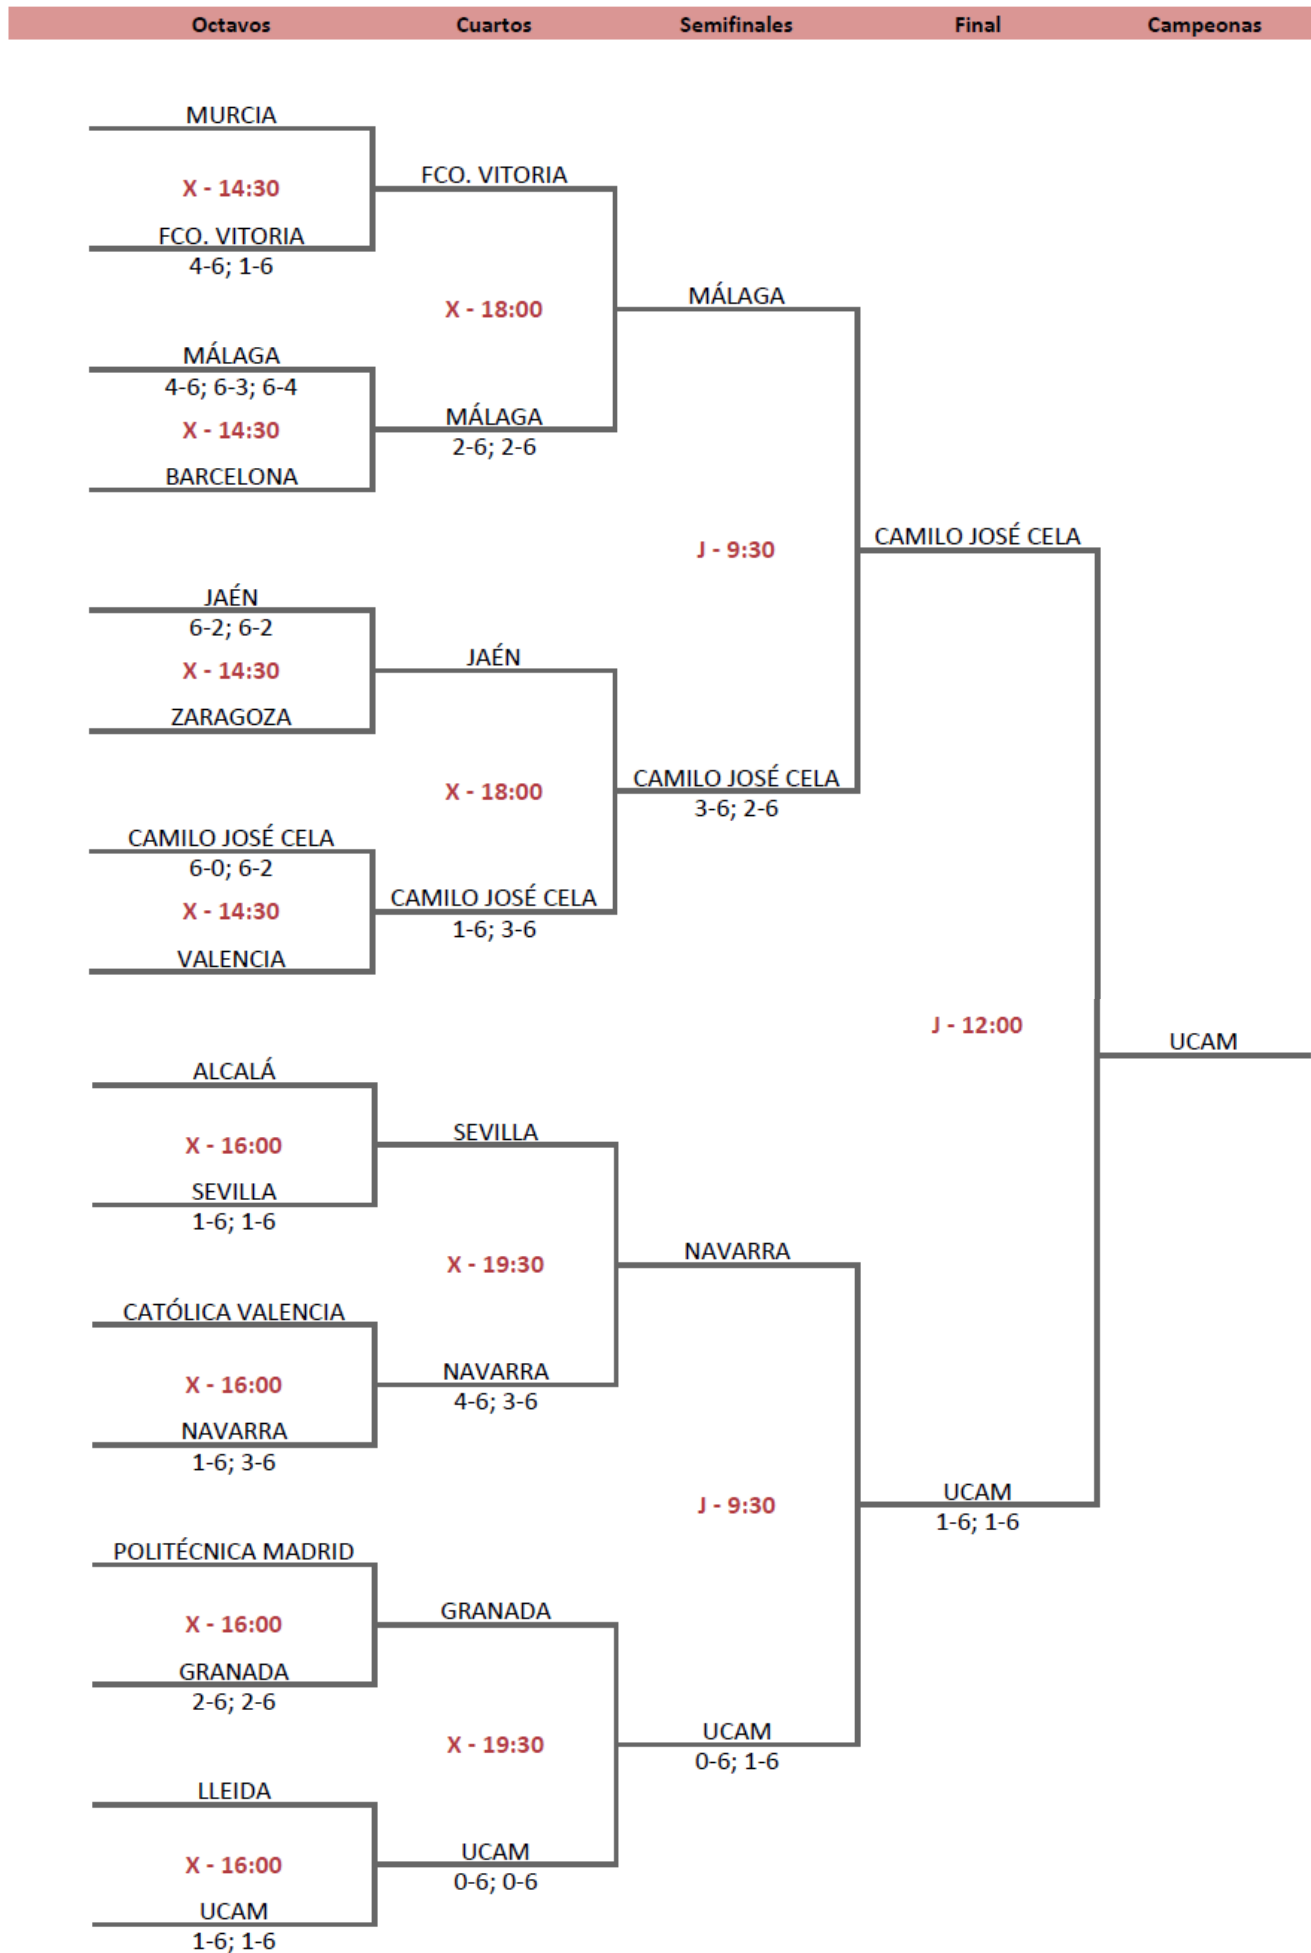 Octavos Cuartos Semifinales Final Campeonas
MURCIA
X - 14:30
FCO. VITORIA
FCO. VITORIA
4-6; 1-6
X - 18:00
MÁLAGA
MÁLAGA
4-6; 6-3; 6-4
X - 14:30
MÁLAGA
2-6; 2-6
BARCELONA
J - 9:30
CAMILO JOSÉ CELA
JAÉN
6-2; 6-2
X - 14:30
JAÉN
ZARAGOZA
X - 18:00
CAMILO JOSÉ CELA
3-6; 2-6
CAMILO JOSÉ CELA
6-0; 6-2
X - 14:30
CAMILO JOSÉ CELA
1-6; 3-6
VALENCIA
J - 12:00
UCAM
ALCALÁ
X - 16:00
SEVILLA
SEVILLA
1-6; 1-6
X - 19:30
NAVARRA
CATÓLICA VALENCIA
X - 16:00
NAVARRA
4-6; 3-6
NAVARRA
1-6; 3-6
J - 9:30
UCAM
1-6; 1-6
POLITÉCNICA MADRID
X - 16:00
GRANADA
GRANADA
2-6; 2-6
X - 19:30
UCAM
0-6; 1-6
LLEIDA
X - 16:00
UCAM
0-6; 0-6
UCAM
1-6; 1-6